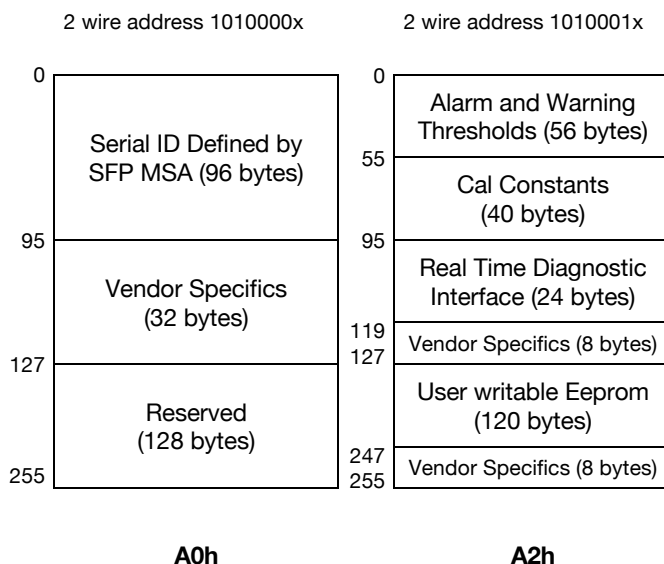 2 wire address 1010000x
0
Serial ID Defined by
SFP MSA (96 bytes)
95
Vendor Specifics
(32 bytes)
127
Reserved
(128 bytes)
255
A0h
2 wire address 1010001x
0
Alarm and Warning
Thresholds (56 bytes)
55
Cal Constants
(40 bytes)
95
Real Time Diagnostic
Interface (24 bytes)
119
Vendor Specifics (8 bytes)
127
User writable Eeprom
(120 bytes)
247
Vendor Specifics (8 bytes)
255
A2h